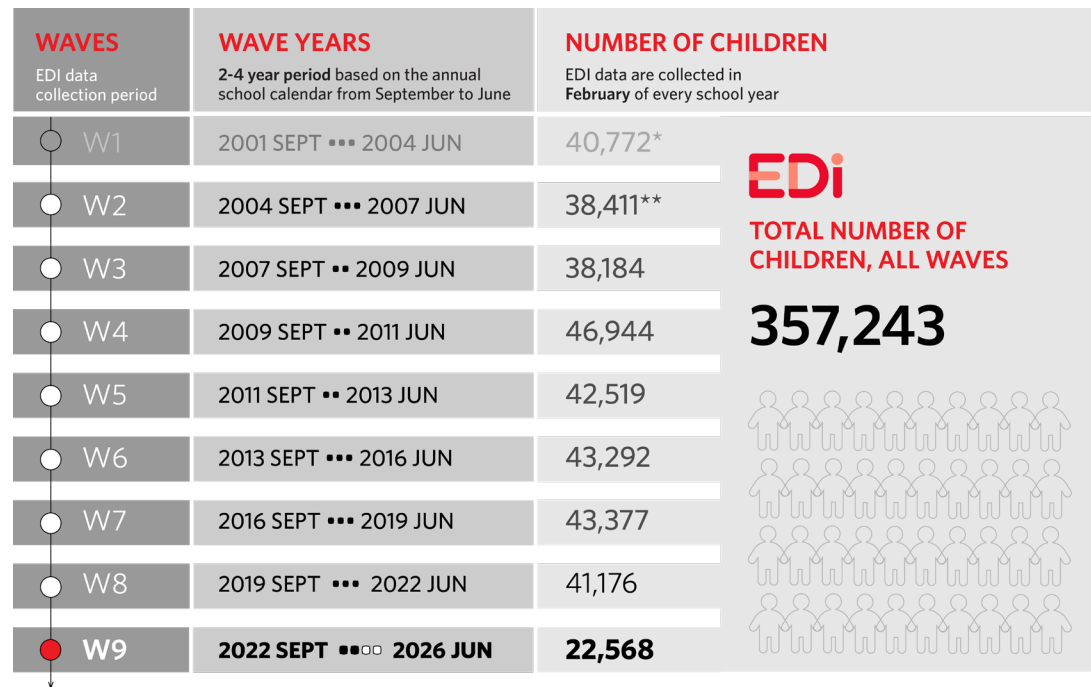 WAVES
EDI data
collection period
WAVE YEARS
2-4 year period based on the annual
school calendar from September to June
NUMBER OF CHILDREN
EDI data are collected in
February of every school year
W1 2001 SEPT ••• 2004 JUN 40,772*
W2 2004 SEPT ••• 2007 JUN 38,411**
W3 2007 SEPT •• 2009 JUN 38,184
W4 2009 SEPT •• 2011 JUN 46,944
W5 2011 SEPT •• 2013 JUN 42,519
W6 2013 SEPT ••• 2016 JUN 43,292
W7 2016 SEPT ••• 2019 JUN 43,377
W8 2019 SEPT ••• 2022 JUN 41,176
W9 2022 SEPT ••◦◦ 2026 JUN 22,568
EDi
TOTAL NUMBER OF
CHILDREN, ALL WAVES
357,243